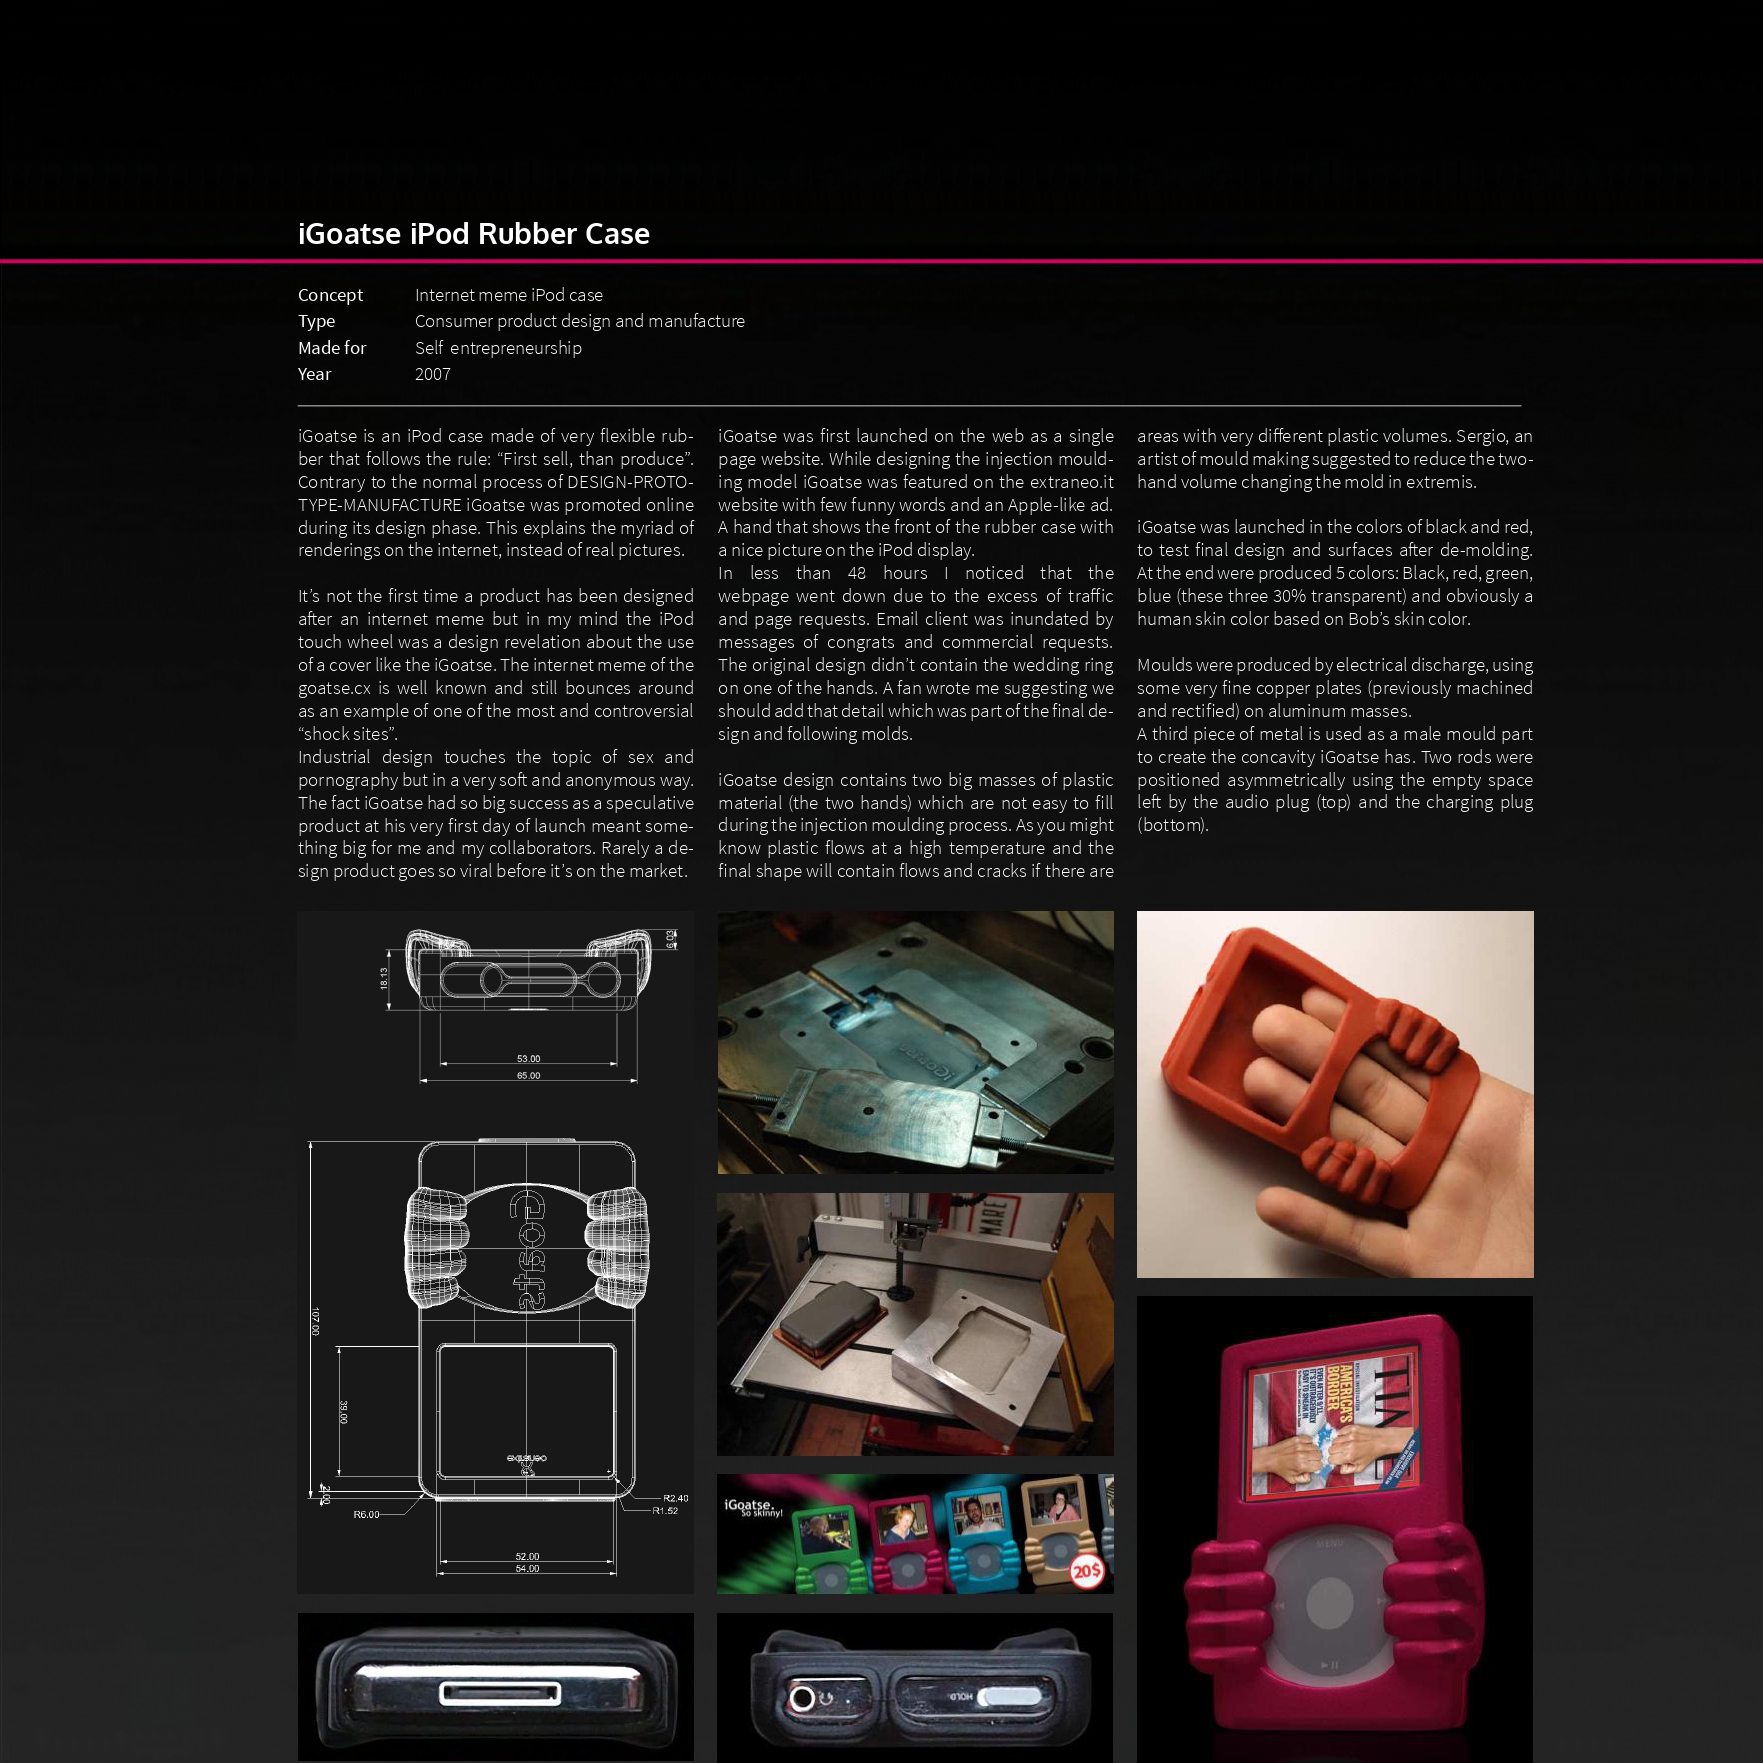 iGoatse iPod Rubber Case
Concept Internet meme iPod case
Type Consumer product design and manufacture
Made for Self entrepreneurship
Year 2007
iGoatse is an iPod case made of very flexible rub-
ber that follows the rule: “First sell, than produce”.
Contrary to the normal process of DESIGN-PROTO-
TYPE-MANUFACTURE iGoatse was promoted online
during its design phase. This explains the myriad of
renderings on the internet, instead of real pictures.
It’s not the first time a product has been designed
after an internet meme but in my mind the iPod
touch wheel was a design revelation about the use
of a cover like the iGoatse. The internet meme of the
goatse.cx is well known and still bounces around
as an example of one of the most and controversial
“shock sites”.
Industrial design touches the topic of sex and
pornography but in a very soft and anonymous way.
The fact iGoatse had so big success as a speculative
product at his very first day of launch meant some-
thing big for me and my collaborators. Rarely a de-
sign product goes so viral before it’s on the market.
iGoatse was first launched on the web as a single
page website. While designing the injection mould-
ing model iGoatse was featured on the extraneo.it
website with few funny words and an Apple-like ad.
A hand that shows the front of the rubber case with
a nice picture on the iPod display.
In less than 48 hours I noticed that the
webpage went down due to the excess of traffic
and page requests. Email client was inundated by
messages of congrats and commercial requests.
The original design didn’t contain the wedding ring
on one of the hands. A fan wrote me suggesting we
should add that detail which was part of the final de-
sign and following molds.
iGoatse design contains two big masses of plastic
material (the two hands) which are not easy to fill
during the injection moulding process. As you might
know plastic flows at a high temperature and the
final shape will contain flows and cracks if there are
areas with very different plastic volumes. Sergio, an
artist of mould making suggested to reduce the two-
hand volume changing the mold in extremis.
iGoatse was launched in the colors of black and red,
to test final design and surfaces after de-molding.
At the end were produced 5 colors: Black, red, green,
blue (these three 30% transparent) and obviously a
human skin color based on Bob’s skin color.
Moulds were produced by electrical discharge, using
some very fine copper plates (previously machined
and rectified) on aluminum masses.
A third piece of metal is used as a male mould part
to create the concavity iGoatse has. Two rods were
positioned asymmetrically using the empty space
left by the audio plug (top) and the charging plug
(bottom).
6.03
18.13
53.00
65.00
Goatse
107.00
39.00
2.00
R6.00
R2.40
R1.52
52.00
54.00
iGoatse
MARE
iGoatse.
So skinny!
20$
TIME
AMERICA'S
BORDER
EVEN AFTER 9/11,
IT'S OUTRAGEOUSLY
EASY TO SNEAK IN
MENU
HOLD